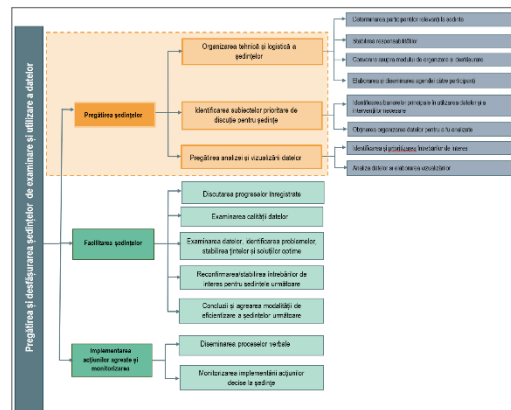 Pregătirea și desfășurarea ședințelor de examinare și utilizare a datelor
Pregătirea ședințelor
Organizarea tehnică și logistică a
ședințelor
Determinarea participanților relevanți la ședințe
Stabilirea responsabilităților
Convenirea asupra modului de organizare și desfășurare
Elaborarea și diseminarea agendei către participanți
Identificarea subiectelor prioritare de
discuție pentru ședințe
Identificarea barierelor principale în utilizarea datelor și a
intervențiilor necesare
Obținerea organizarea datelor pentru a fi analizate
Pregătirea analizei și vizualizării datelor
Identificarea și prioritizarea întrebărilor de interes
Analiza datelor și elaborarea vizualizărilor
Facilitarea ședințelor
Discutarea progreselor înregistrate
Examinarea calității datelor
Examinarea datelor, identificarea problemelor,
stabilirea țintelor și soluțiilor optime
Reconfirmarea/stabilirea întrebărilor de
interes pentru ședințele următoare
Concluzii și agrearea modalității de
eficientizare a ședințelor următoare
Implementarea
acțiunilor agreate și
monitorizarea
Diseminarea proceselor verbale
Monitorizarea implementării acțiunilor
decise la ședințe